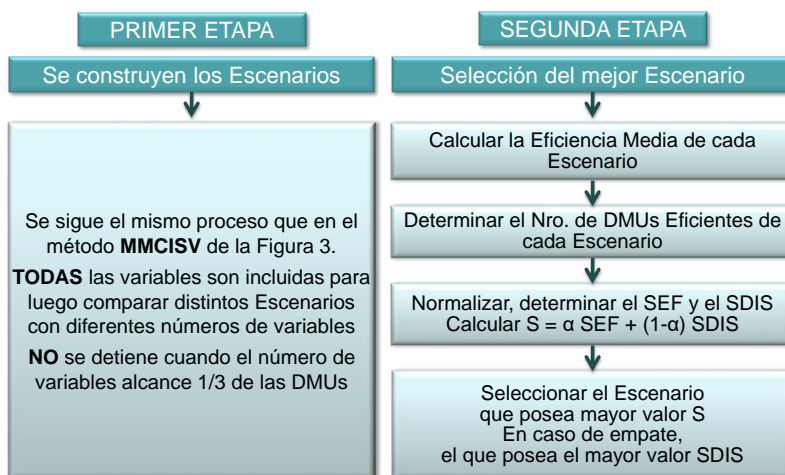 PRIMER ETAPA
Se construyen los Escenarios
Se sigue el mismo proceso que en el
método MMCISV de la Figura 3.
TODAS las variables son incluidas para
luego comparar distintos Escenarios
con diferentes números de variables
NO se detiene cuando el número de
variables alcance 1/3 de las DMUs
SEGUNDA ETAPA
Selección del mejor Escenario
Calcular la Eficiencia Media de cada
Escenario
Determinar el Nro. de DMUs Eficientes de
cada Escenario
Normalizar, determinar el SEF y el SDIS
Calcular S = α SEF + (1-α) SDIS
Seleccionar el Escenario
que posea mayor valor S
En caso de empate,
el que posea el mayor valor SDIS